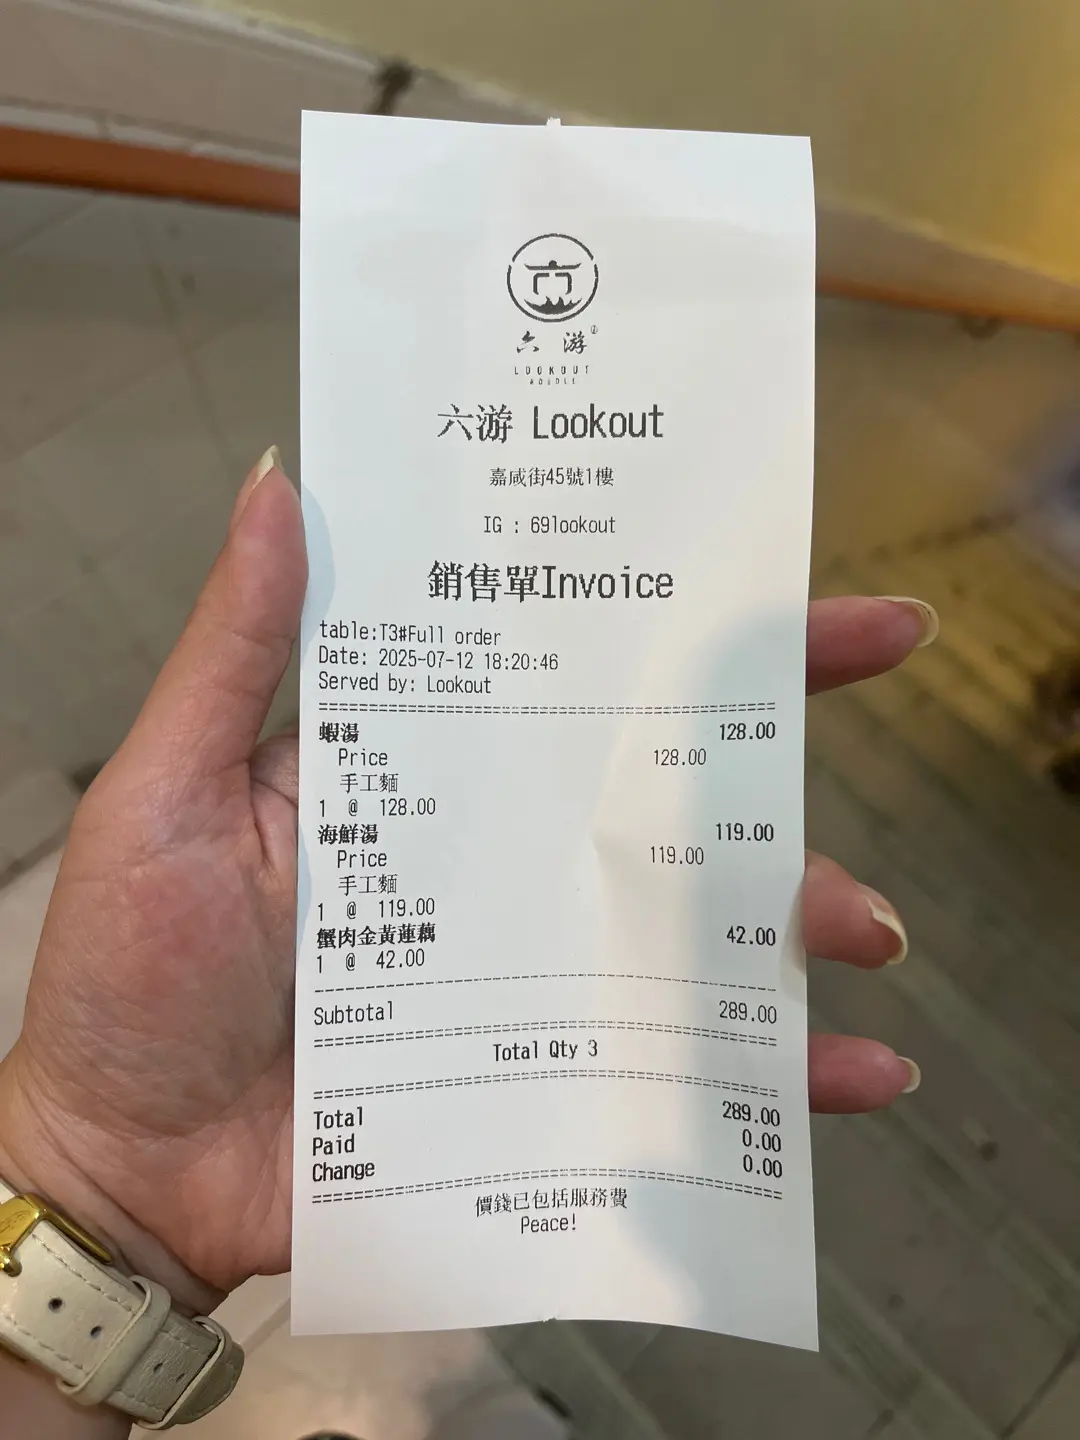 六 游
LOOKOUT
NOODLE
六游 Lookout
嘉咸街45號1樓
IG : 69lookout
銷售單Invoice
table:T3#Full order
Date: 2025-07-12 18:20:46
Served by: Lookout
蝦湯 128.00
Price 128.00
手工麵
1 @ 128.00
海鮮湯 119.00
Price 119.00
手工麵
1 @ 119.00
蟹肉金黃蓮藕 42.00
1 @ 42.00
Subtotal 289.00
Total Qty 3
Total 289.00
Paid 0.00
Change 0.00
價錢已包括服務費
Peace!